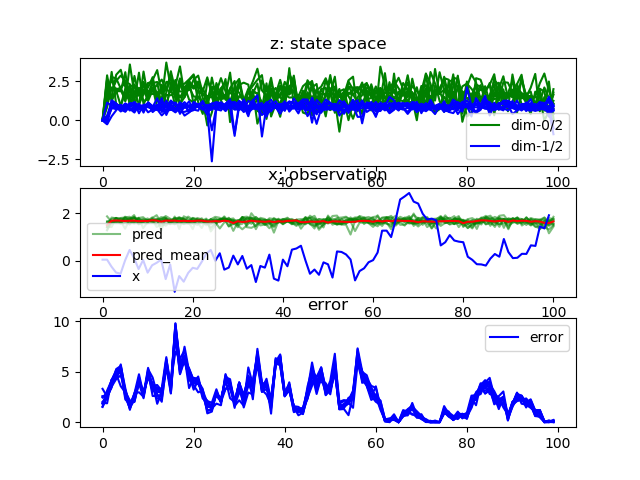 z: state space
2.5
0.0
−2.5
dim-0/2
dim-1/2
0 20 40 60 80 100
x: observation
2
0
pred
pred_mean
x
0 20 40 60 80 100
error
10
5
0
error
0 20 40 60 80 100